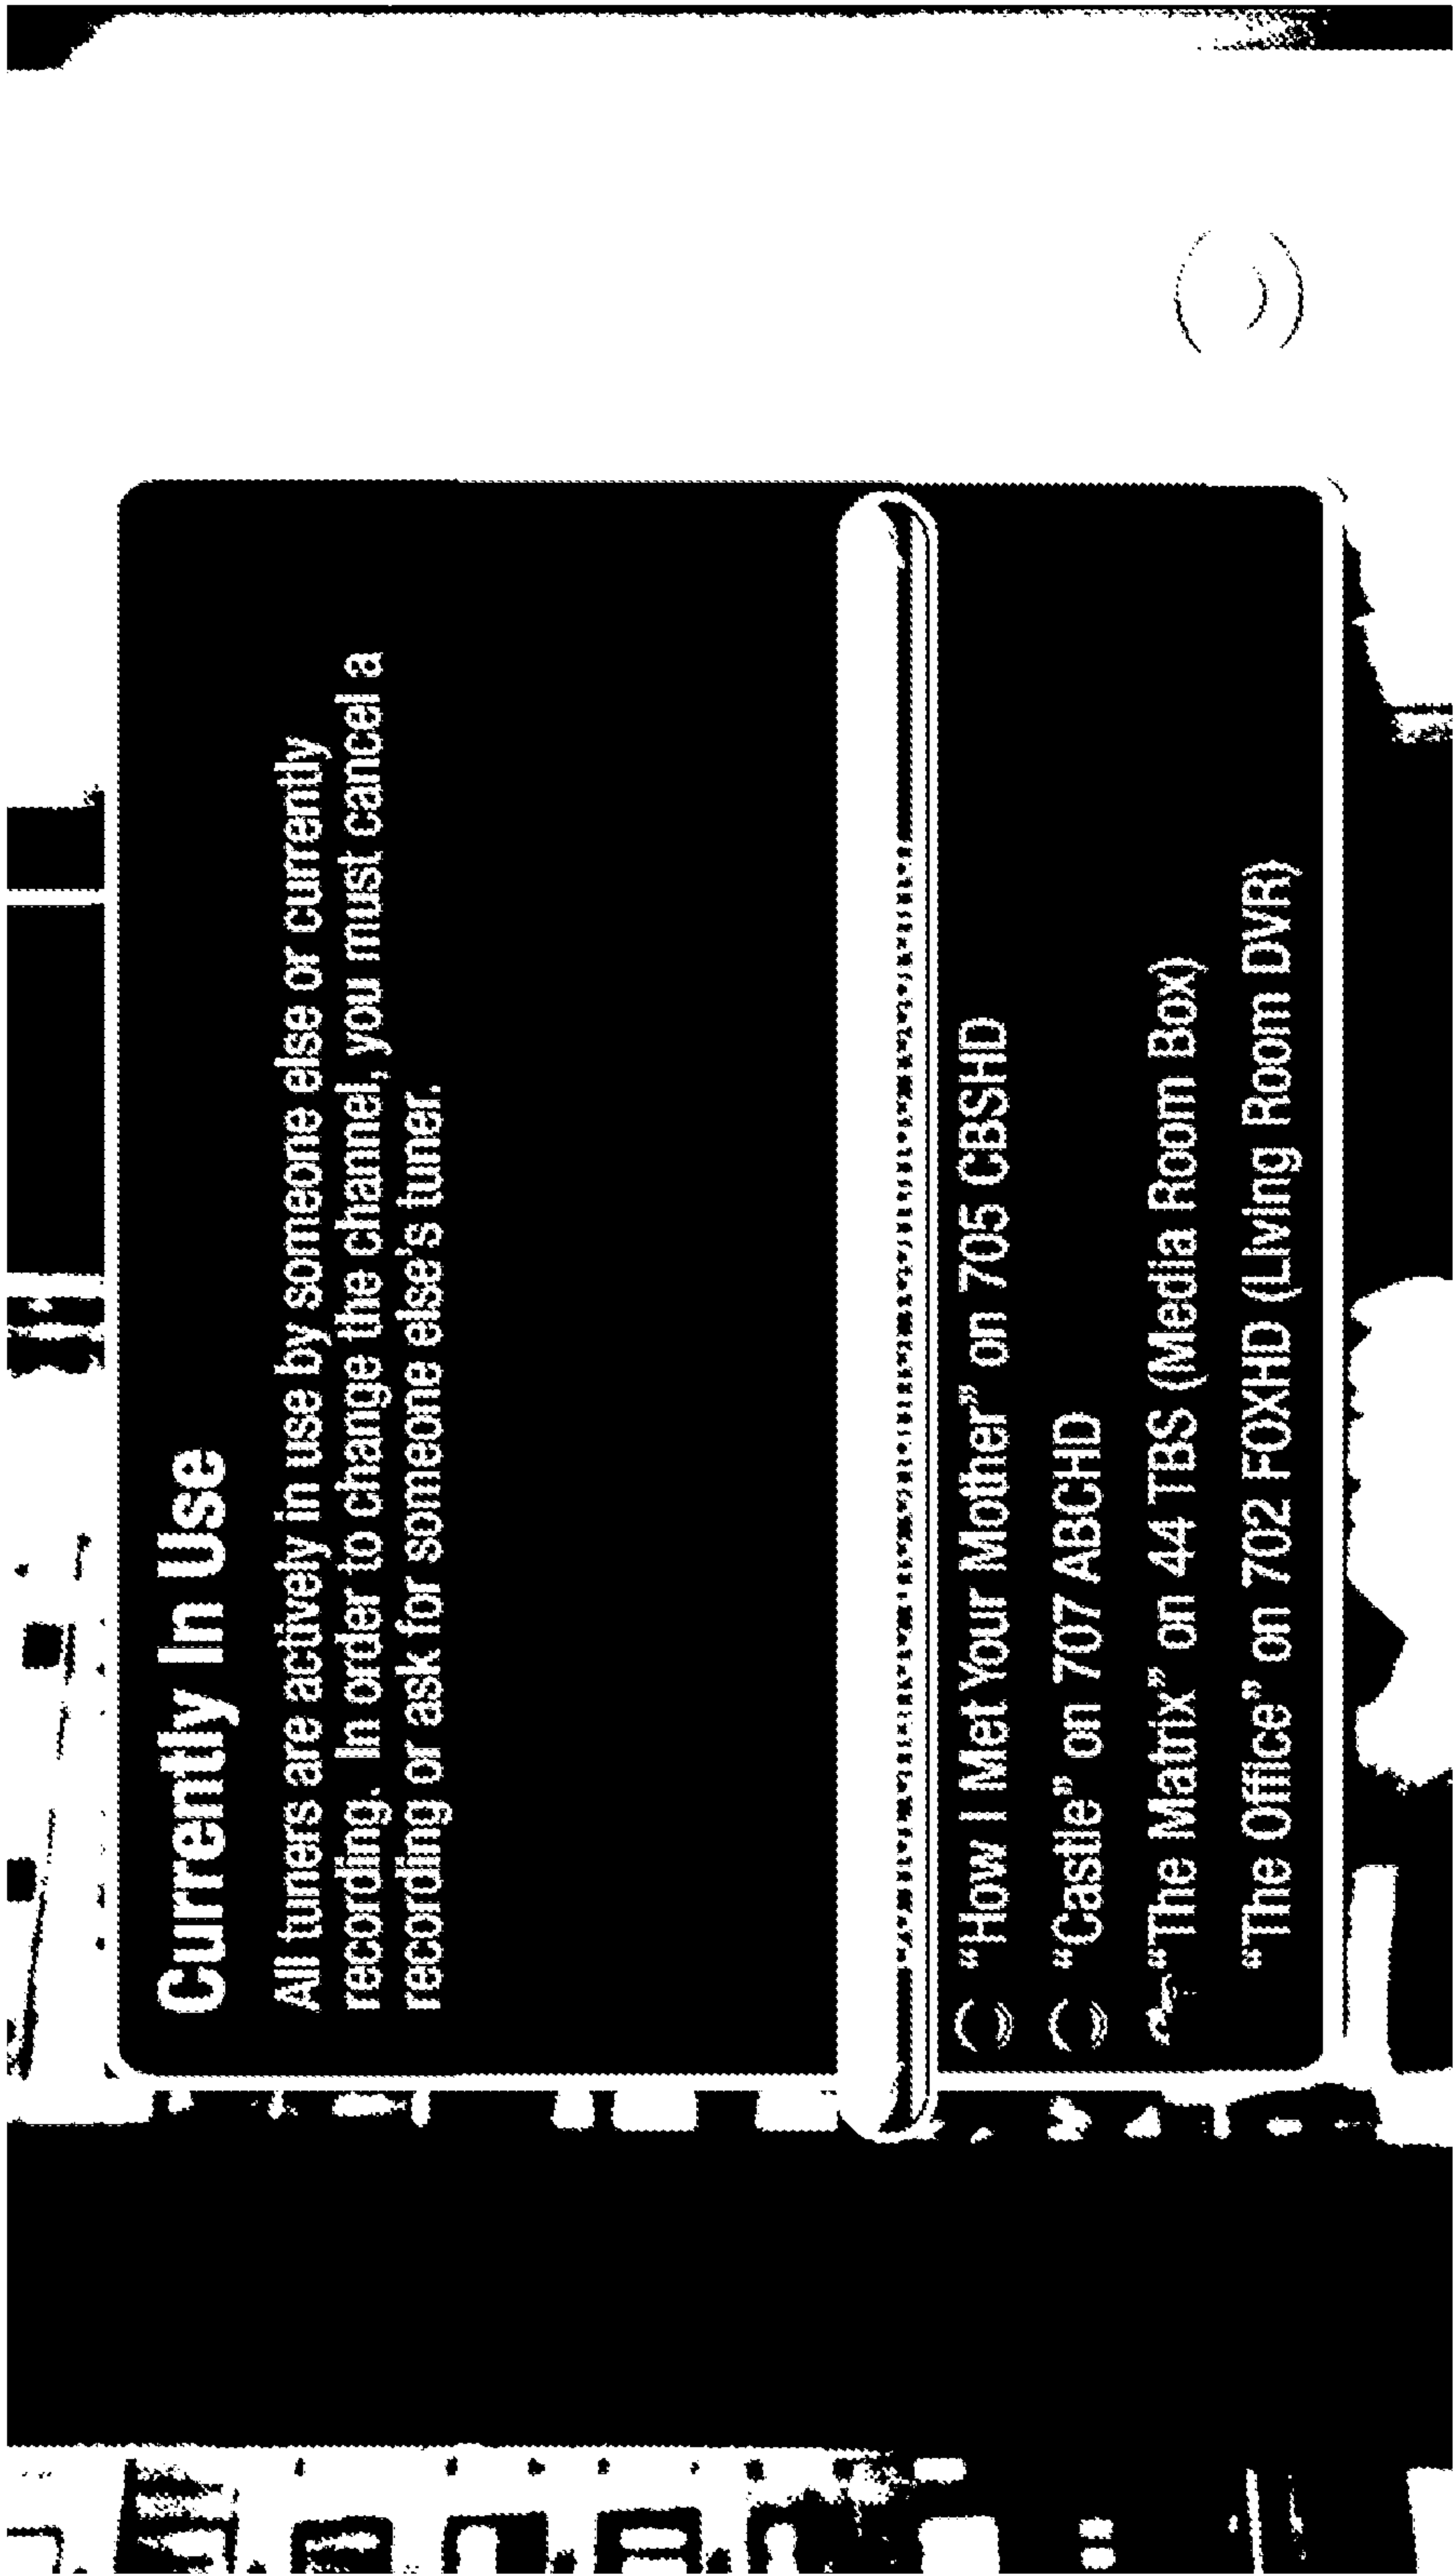 Currently In Use
All tuners are actively in use by someone else or currently
recording. In order to change the channel, you must cancel a
recording or ask for someone else's tuner.
“How I Met Your Mother” on 705 CBSHD
“Castle” on 707 ABCHD
“The Matrix” on 44 TBS (Media Room Box)
“The Office” on 702 FOXHD (Living Room DVR)